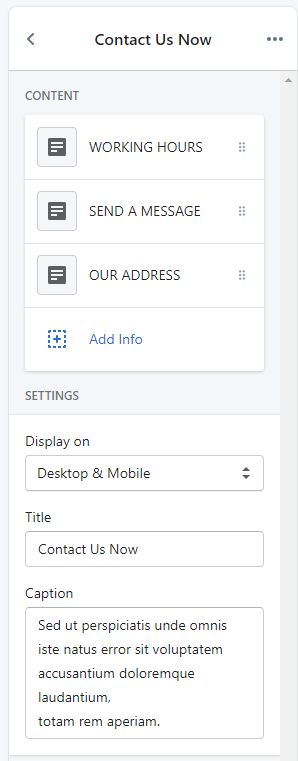 Contact Us Now
CONTENT
WORKING HOURS
SEND A MESSAGE
OUR ADDRESS
Add Info
SETTINGS
Display on
Desktop & Mobile
Title
Contact Us Now
Caption
Sed ut perspiciatis unde omnis
iste natus error sit voluptatem
accusantium doloremque
laudantium,
totam rem aperiam.